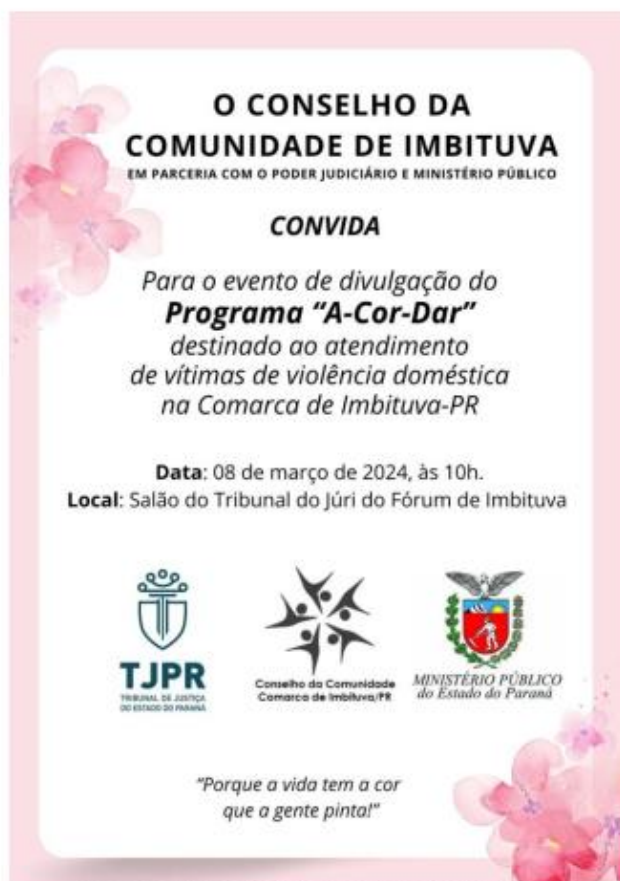 O CONSELHO DA
COMUNIDADE DE IMBITUVA
EM PARCERIA COM O PODER JUDICIÁRIO E MINISTÉRIO PÚBLICO
CONVIDA
Para o evento de divulgação do
Programa “A-Cor-Dar”
destinado ao atendimento
de vítimas de violência doméstica
na Comarca de Imbituva-PR
Data: 08 de março de 2024, às 10h.
Local: Salão do Tribunal do Júri do Fórum de Imbituva
TJPR
TRIBUNAL DE JUSTIÇA
DO ESTADO DO PARANÁ
Conselho da Comunidade
Comarca de Imbituva/PR
MINISTÉRIO PÚBLICO
do Estado do Paraná
“Porque a vida tem a cor
que a gente pinta!”